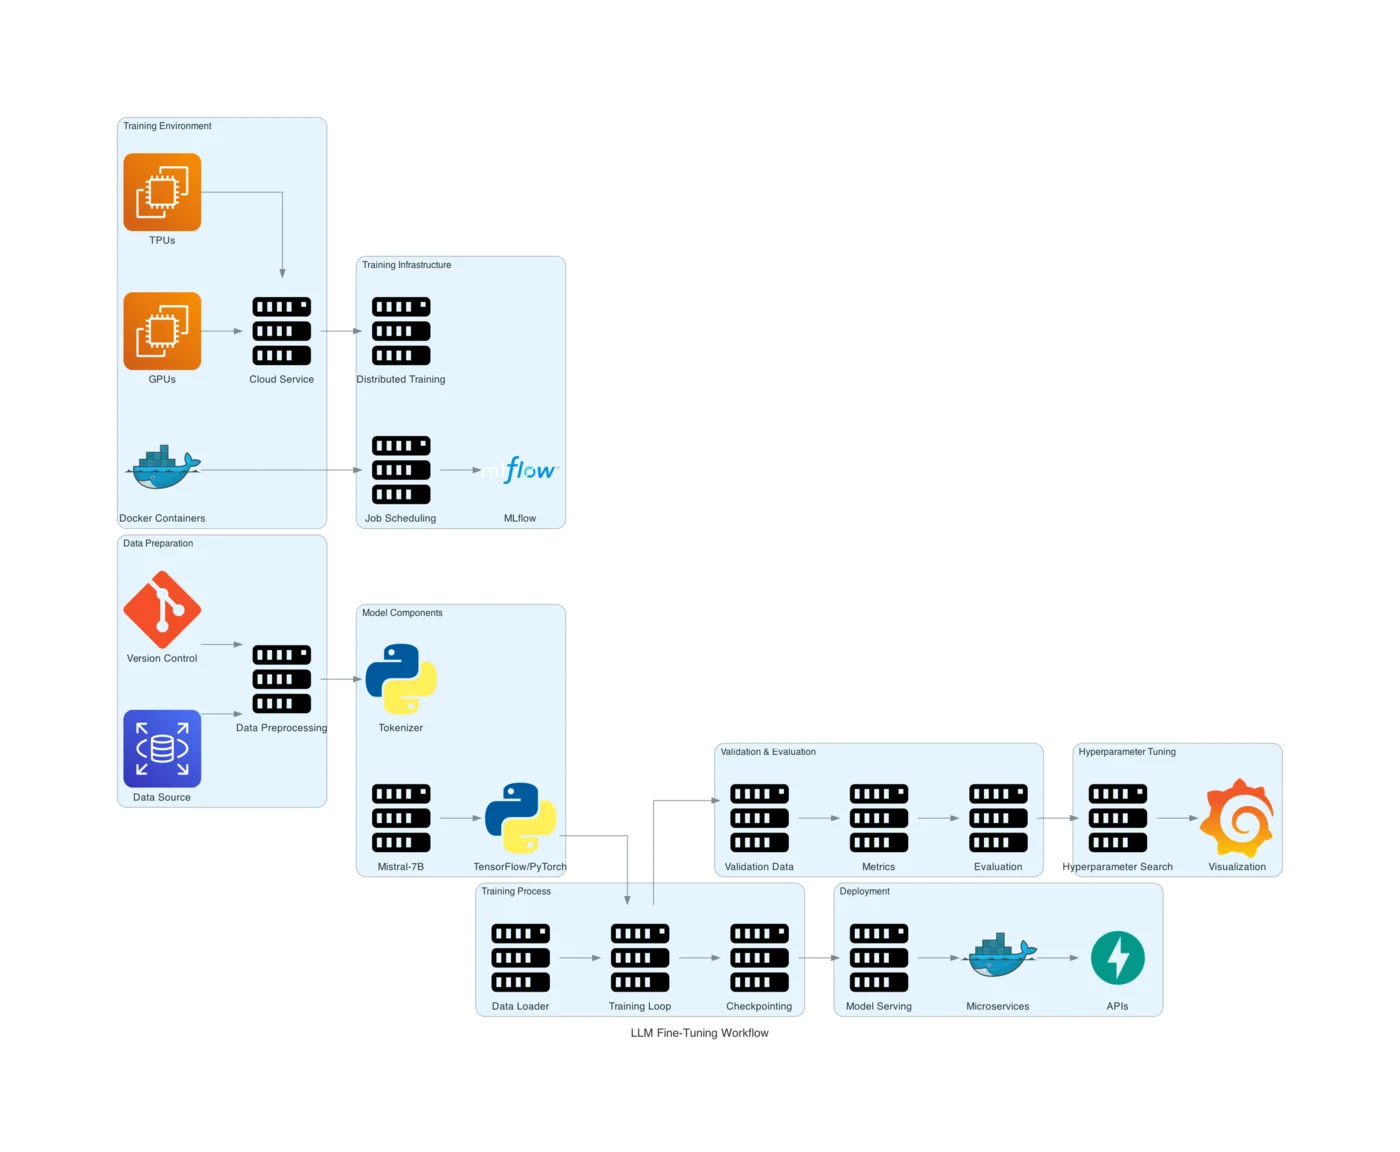 Training Environment
TPUs
GPUs
Cloud Service
Docker Containers
Training Infrastructure
Distributed Training
Job Scheduling
mlflow
MLflow
Data Preparation
Version Control
Data Preprocessing
Data Source
Model Components
Tokenizer
Mistral-7B
TensorFlow/PyTorch
Validation & Evaluation
Validation Data
Metrics
Evaluation
Hyperparameter Tuning
Hyperparameter Search
Visualization
Training Process
Data Loader
Training Loop
Checkpointing
Deployment
Model Serving
Microservices
APIs
LLM Fine-Tuning Workflow